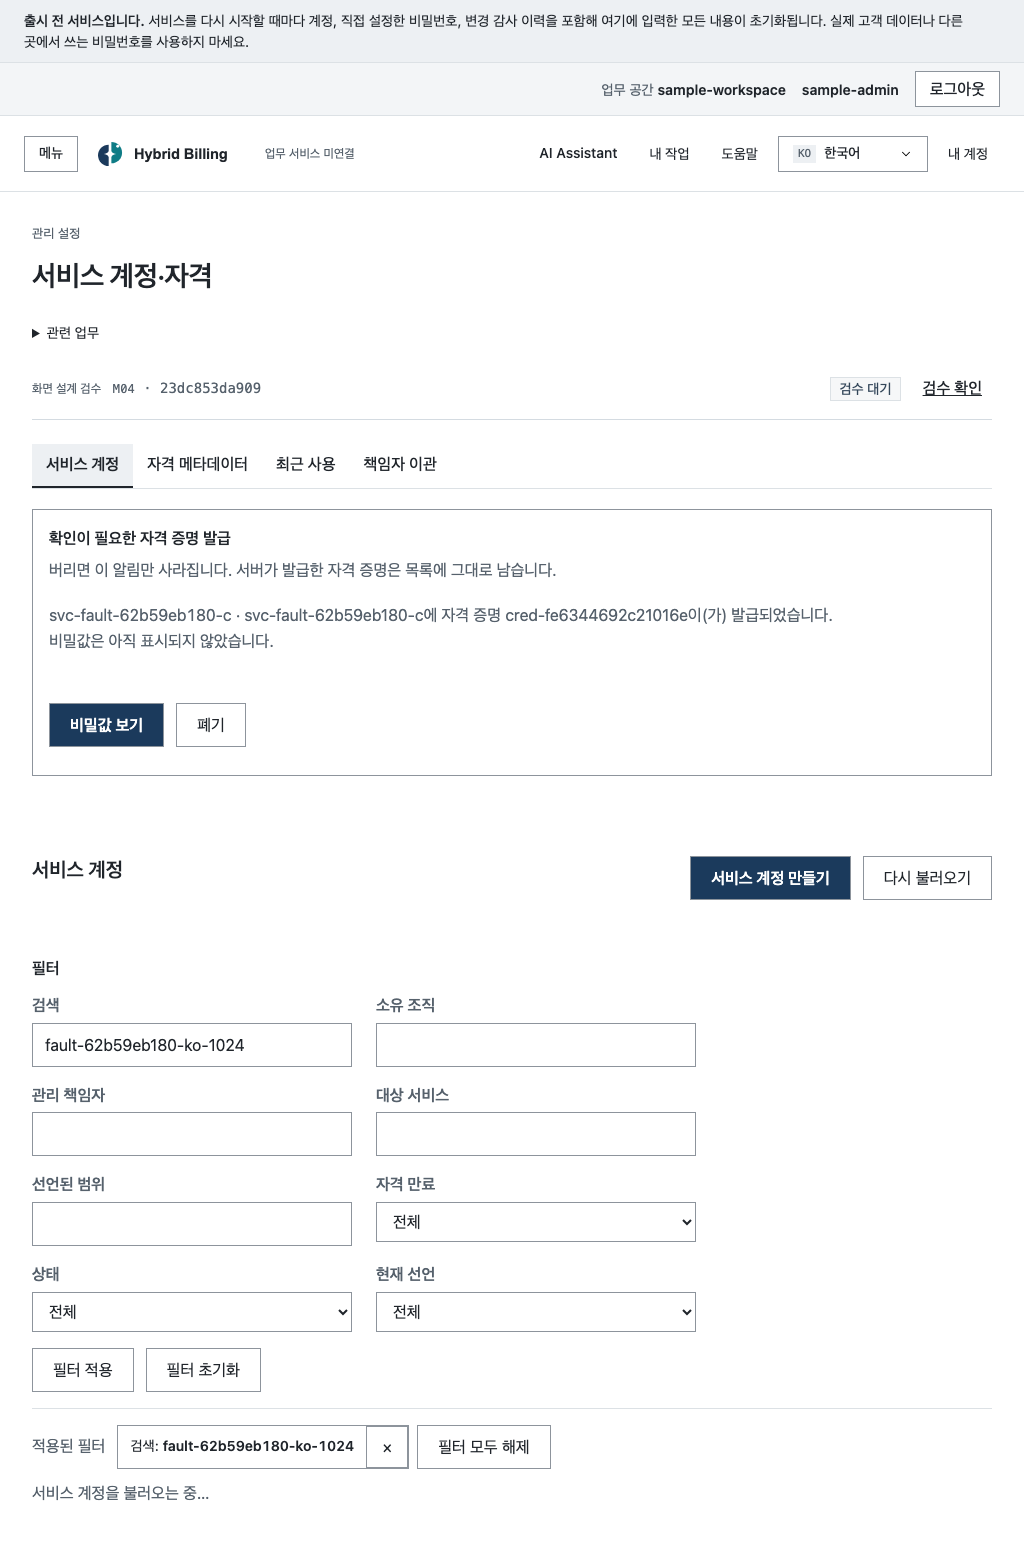 출시 전 서비스입니다. 서비스를 다시 시작할 때마다 계정, 직접 설정한 비밀번호, 변경 감사 이력을 포함해 여기에 입력한 모든 내용이 초기화됩니다. 실제 고객 데이터나 다른
곳에서 쓰는 비밀번호를 사용하지 마세요.
업무 공간 sample-workspace sample-admin 로그아웃
메뉴 Hybrid Billing 업무 서비스 미연결 AI Assistant 내 작업 도움말 KO 한국어 내 계정
관리 설정
서비스 계정·자격
관련 업무
화면 설계 검수 M04 · 23dc853da909 검수 대기 검수 확인
서비스 계정 자격 메타데이터 최근 사용 책임자 이관
확인이 필요한 자격 증명 발급
버리면 이 알림만 사라집니다. 서버가 발급한 자격 증명은 목록에 그대로 남습니다.
svc-fault-62b59eb180-c · svc-fault-62b59eb180-c에 자격 증명 cred-fe6344692c21016e이(가) 발급되었습니다.
비밀값은 아직 표시되지 않았습니다.
비밀값 보기 폐기
서비스 계정 서비스 계정 만들기 다시 불러오기
필터
검색 소유 조직
fault-62b59eb180-ko-1024
관리 책임자 대상 서비스
선언된 범위 자격 만료
전체
상태 현재 선언
전체 전체
필터 적용 필터 초기화
적용된 필터 검색: fault-62b59eb180-ko-1024 × 필터 모두 해제
서비스 계정을 불러오는 중...